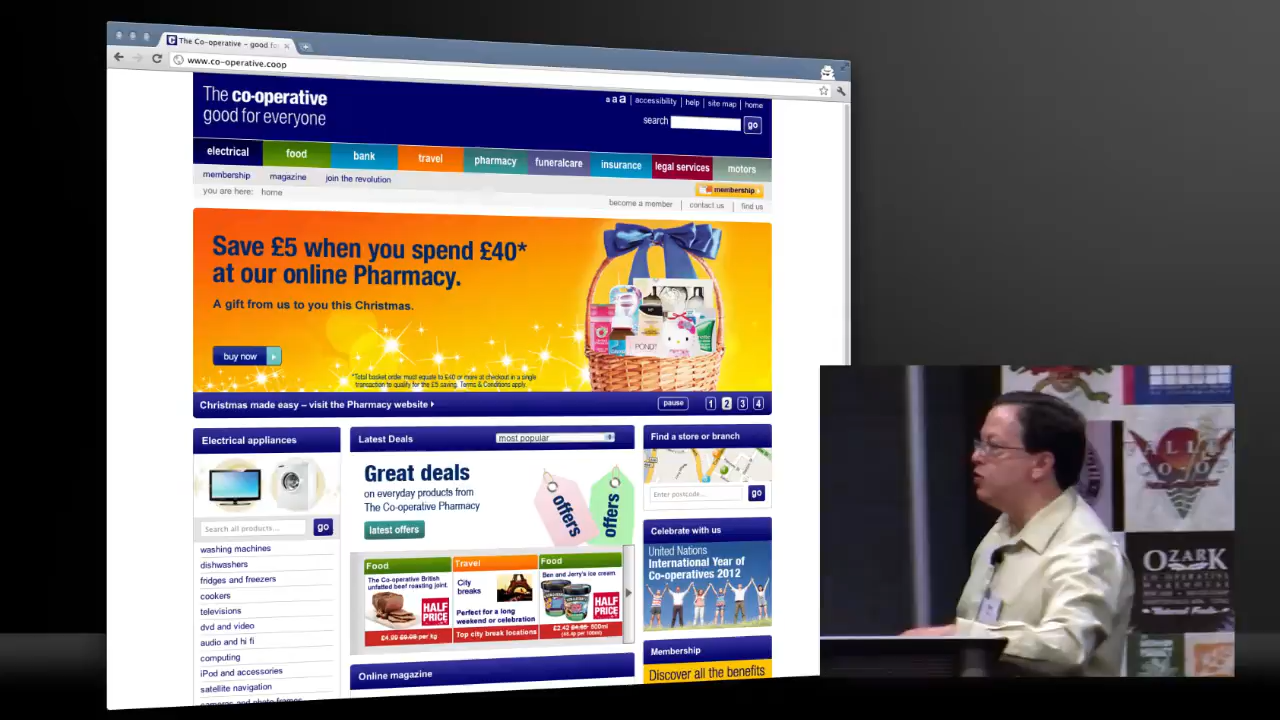 The Co-operative – good fo
www.co-operative.coop
The co-operative
good for everyone
a a a | accessibility | help | site map | home
search go
electrical food bank travel pharmacy funeralcare insurance legal services motors
membership magazine join the revolution
membership
you are here: home
become a member | contact us | find us
Save £5 when you spend £40*
at our online Pharmacy.
A gift from us to you this Christmas.
POND'S
buy now
*Total basket order must equate to £40 or more at checkout in a single
transaction to qualify for the £5 saving. Terms & Conditions apply.
Christmas made easy – visit the Pharmacy website
pause 1 2 3 4
Electrical appliances
Search all products... go
washing machines
dishwashers
fridges and freezers
cookers
televisions
dvd and video
audio and hi fi
computing
iPod and accessories
satellite navigation
cameras and photo frames
Latest Deals most popular
Great deals
on everyday products from
The Co-operative Pharmacy
latest offers
offers
offers
Food
The Co-operative British
unfatted beef roasting joint.
HALF
PRICE
£4.99 £9.99 per kg
Travel
City
breaks
Perfect for a long
weekend or celebration
Top city break locations
Food
Ben and Jerry's ice cream
HALF
PRICE
£2.42 £4.85 500ml
(48.4p per 100ml)
Online magazine
Find a store or branch
Enter postcode... go
Celebrate with us
United Nations
International Year of
Co-operatives 2012
Membership
Discover all the benefits
CO-OP
OZARK